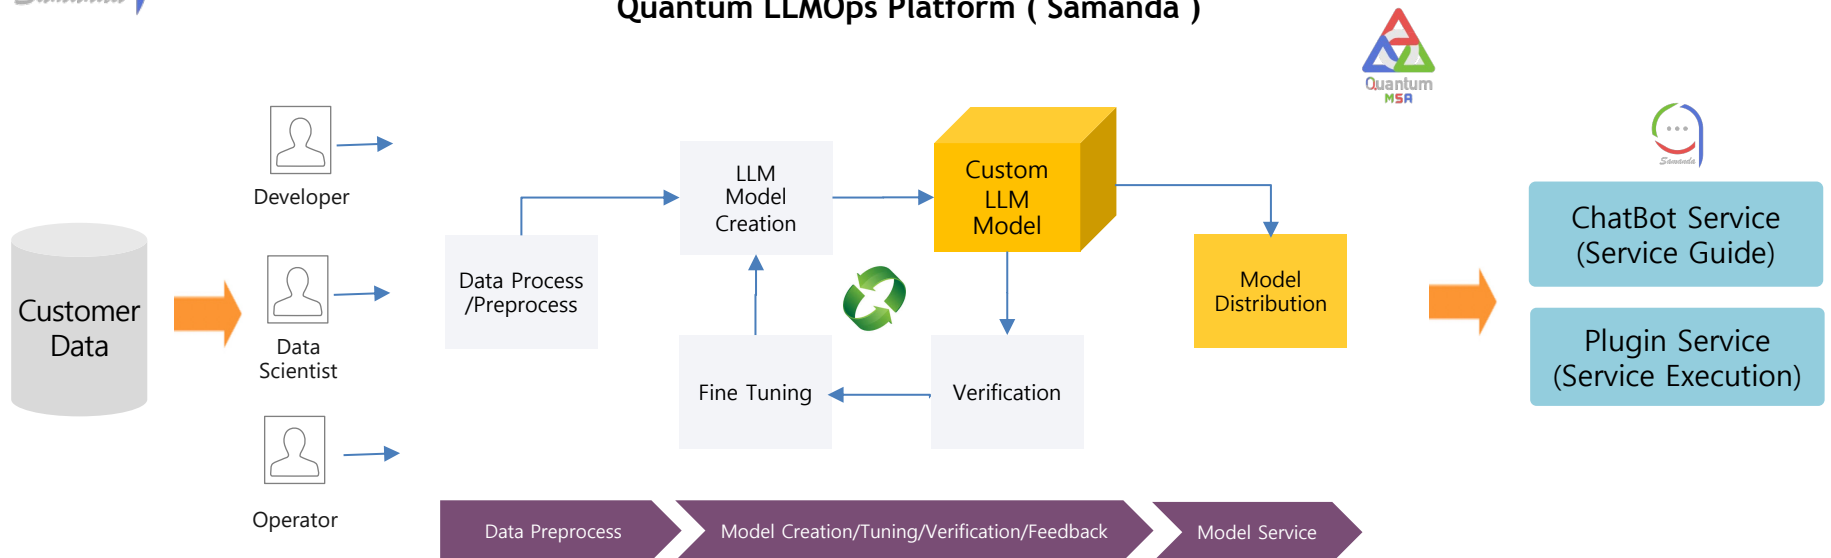 Quantum LLMOps Platform ( Samanda )
Quantum
MSA
Samanda
Developer
Data
Scientist
Operator
Customer
Data
Data Process
/Preprocess
LLM
Model
Creation
Custom
LLM
Model
Fine Tuning
Verification
Model
Distribution
ChatBot Service
(Service Guide)
Plugin Service
(Service Execution)
Data Preprocess
Model Creation/Tuning/Verification/Feedback
Model Service